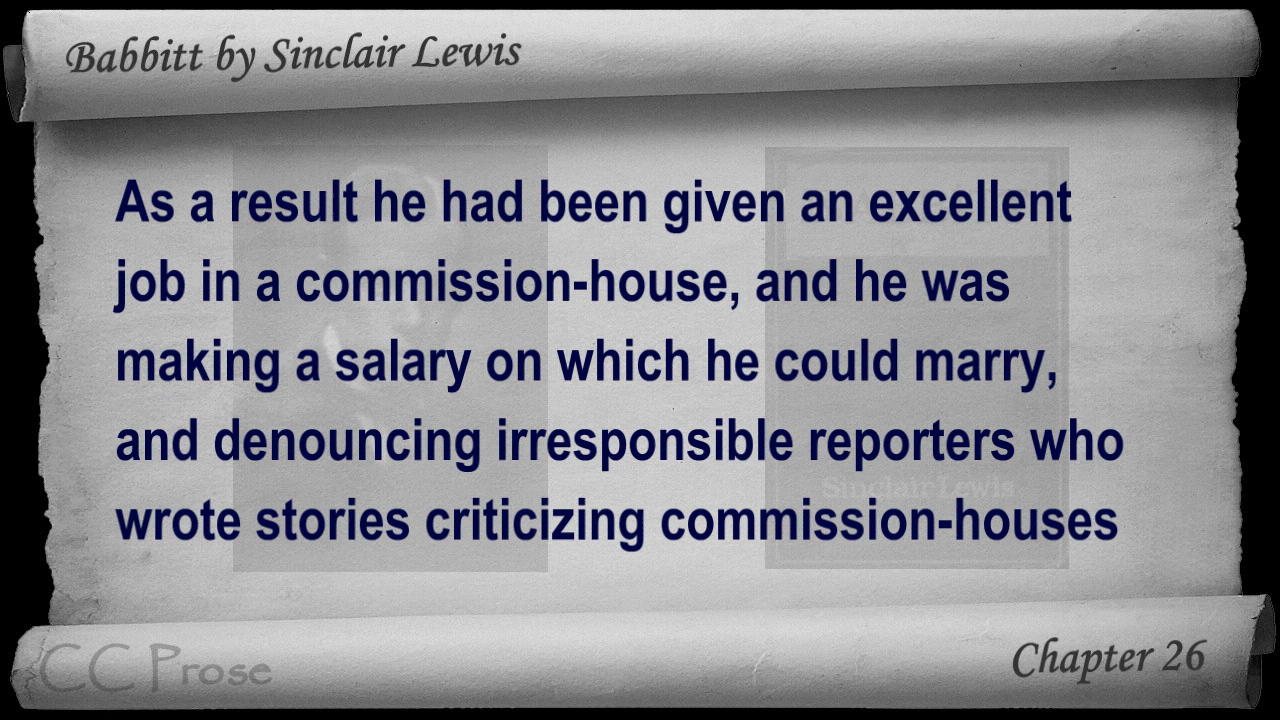 Babbitt by Sinclair Lewis
As a result he had been given an excellent
job in a commission-house, and he was
making a salary on which he could marry,
and denouncing irresponsible reporters who
wrote stories criticizing commission-houses
Sinclair Lewis
CC Prose
Chapter 26